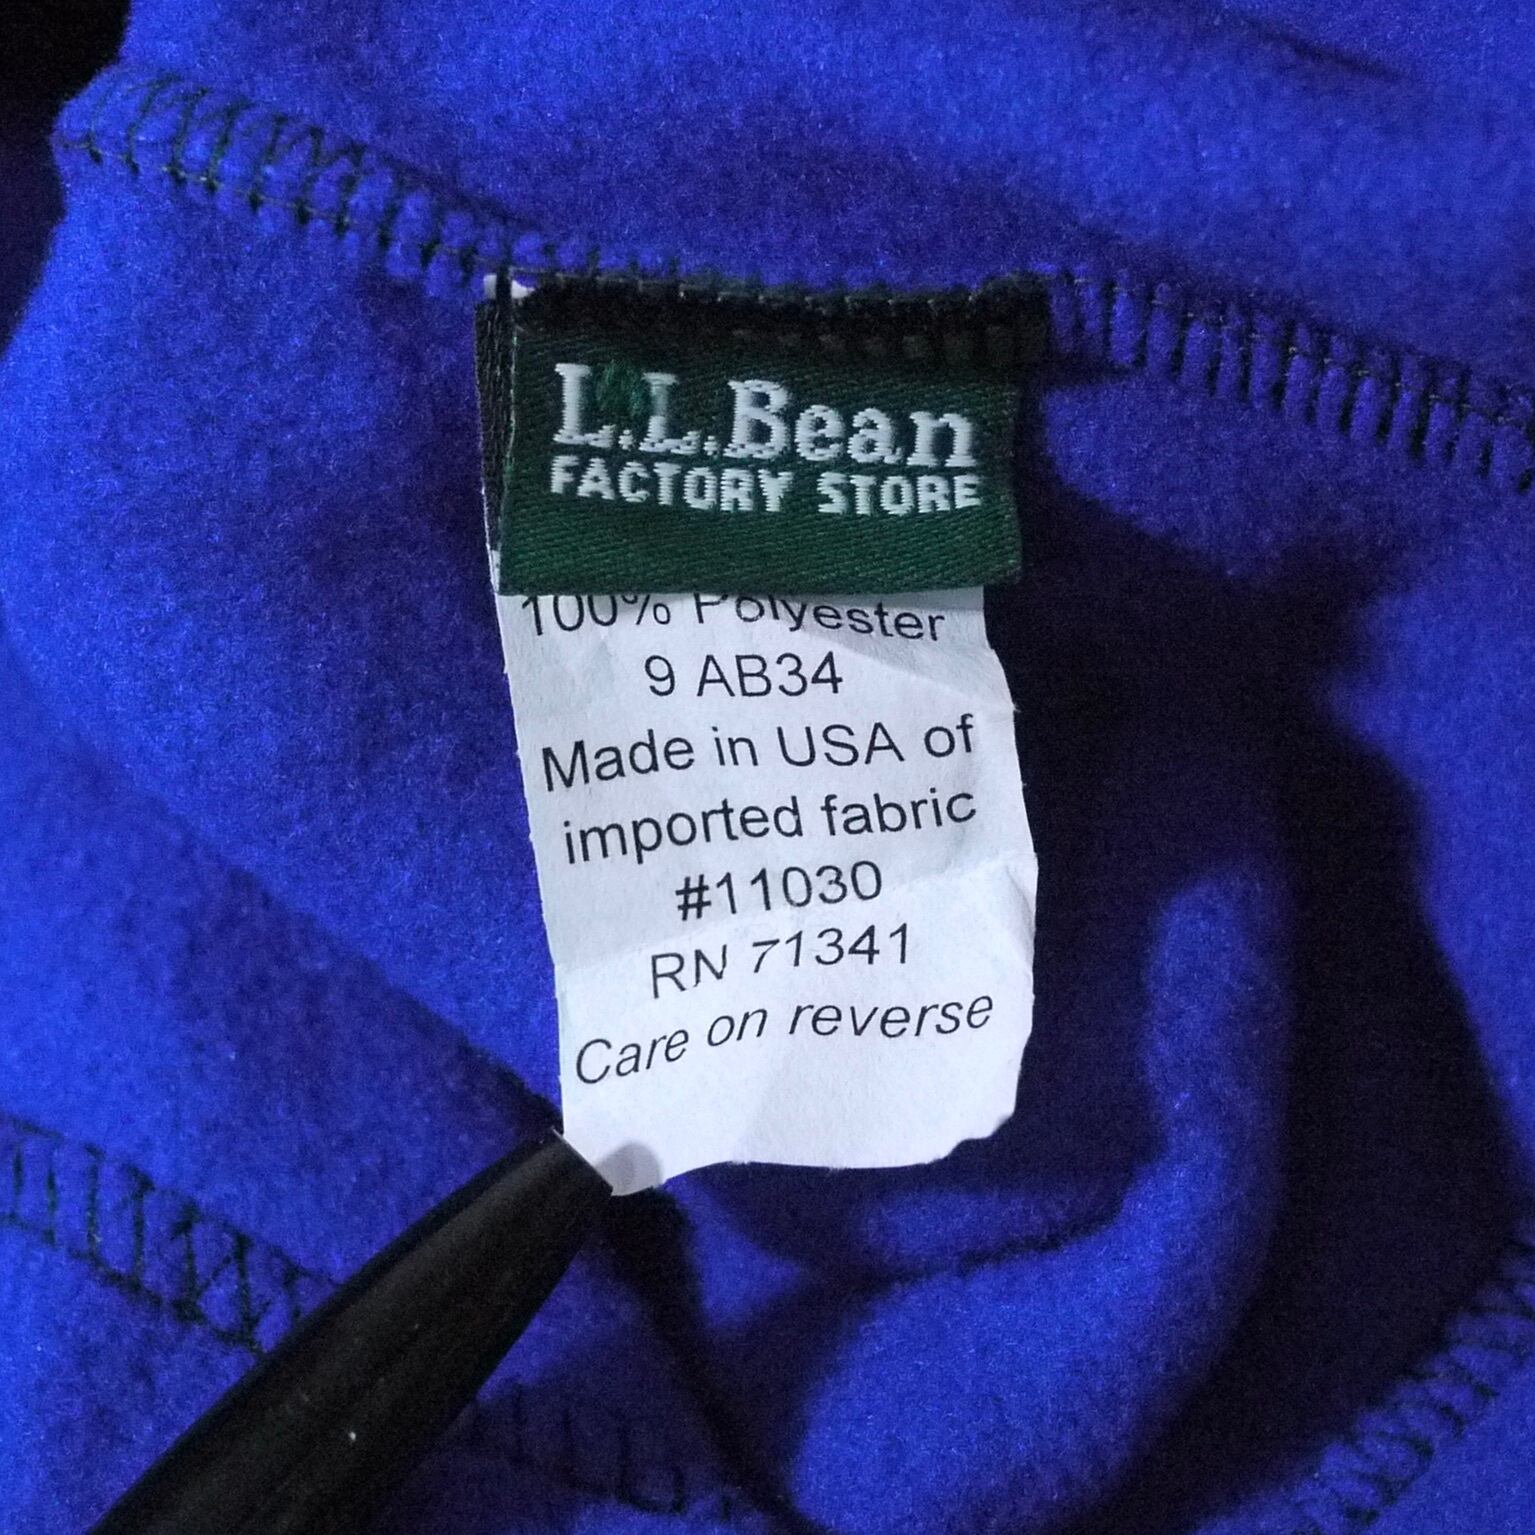 L.L.Bean
FACTORY STORE
100% Polyester
9 AB34
Made in USA of
imported fabric
#11030
RN 71341
Care on reverse